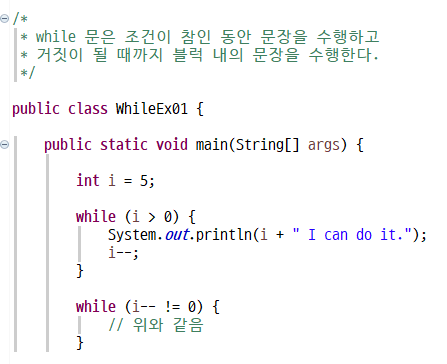 /*
 * while 문은 조건이 참인 동안 문장을 수행하고
 * 거짓이 될 때까지 블럭 내의 문장을 수행한다.
 */
public class WhileEx01 {
    public static void main(String[] args) {
        int i = 5;
        while (i > 0) {
            System.out.println(i + " I can do it.");
            i--;
        }
        while (i-- != 0) {
            // 위와 같음
        }